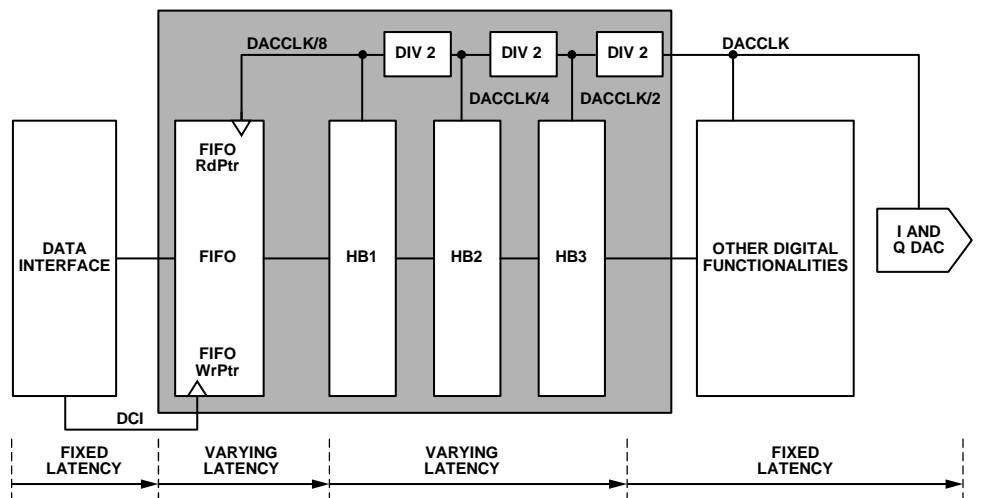 DACCLK/8
DIV 2
DIV 2
DIV 2
DACCLK
DACCLK/4
DACCLK/2
FIFO
RdPtr
DATA
INTERFACE
FIFO
HB1
HB2
HB3
OTHER DIGITAL
FUNCTIONALITIES
I AND
Q DAC
FIFO
WrPtr
DCI
FIXED
LATENCY
VARYING
LATENCY
VARYING
LATENCY
FIXED
LATENCY